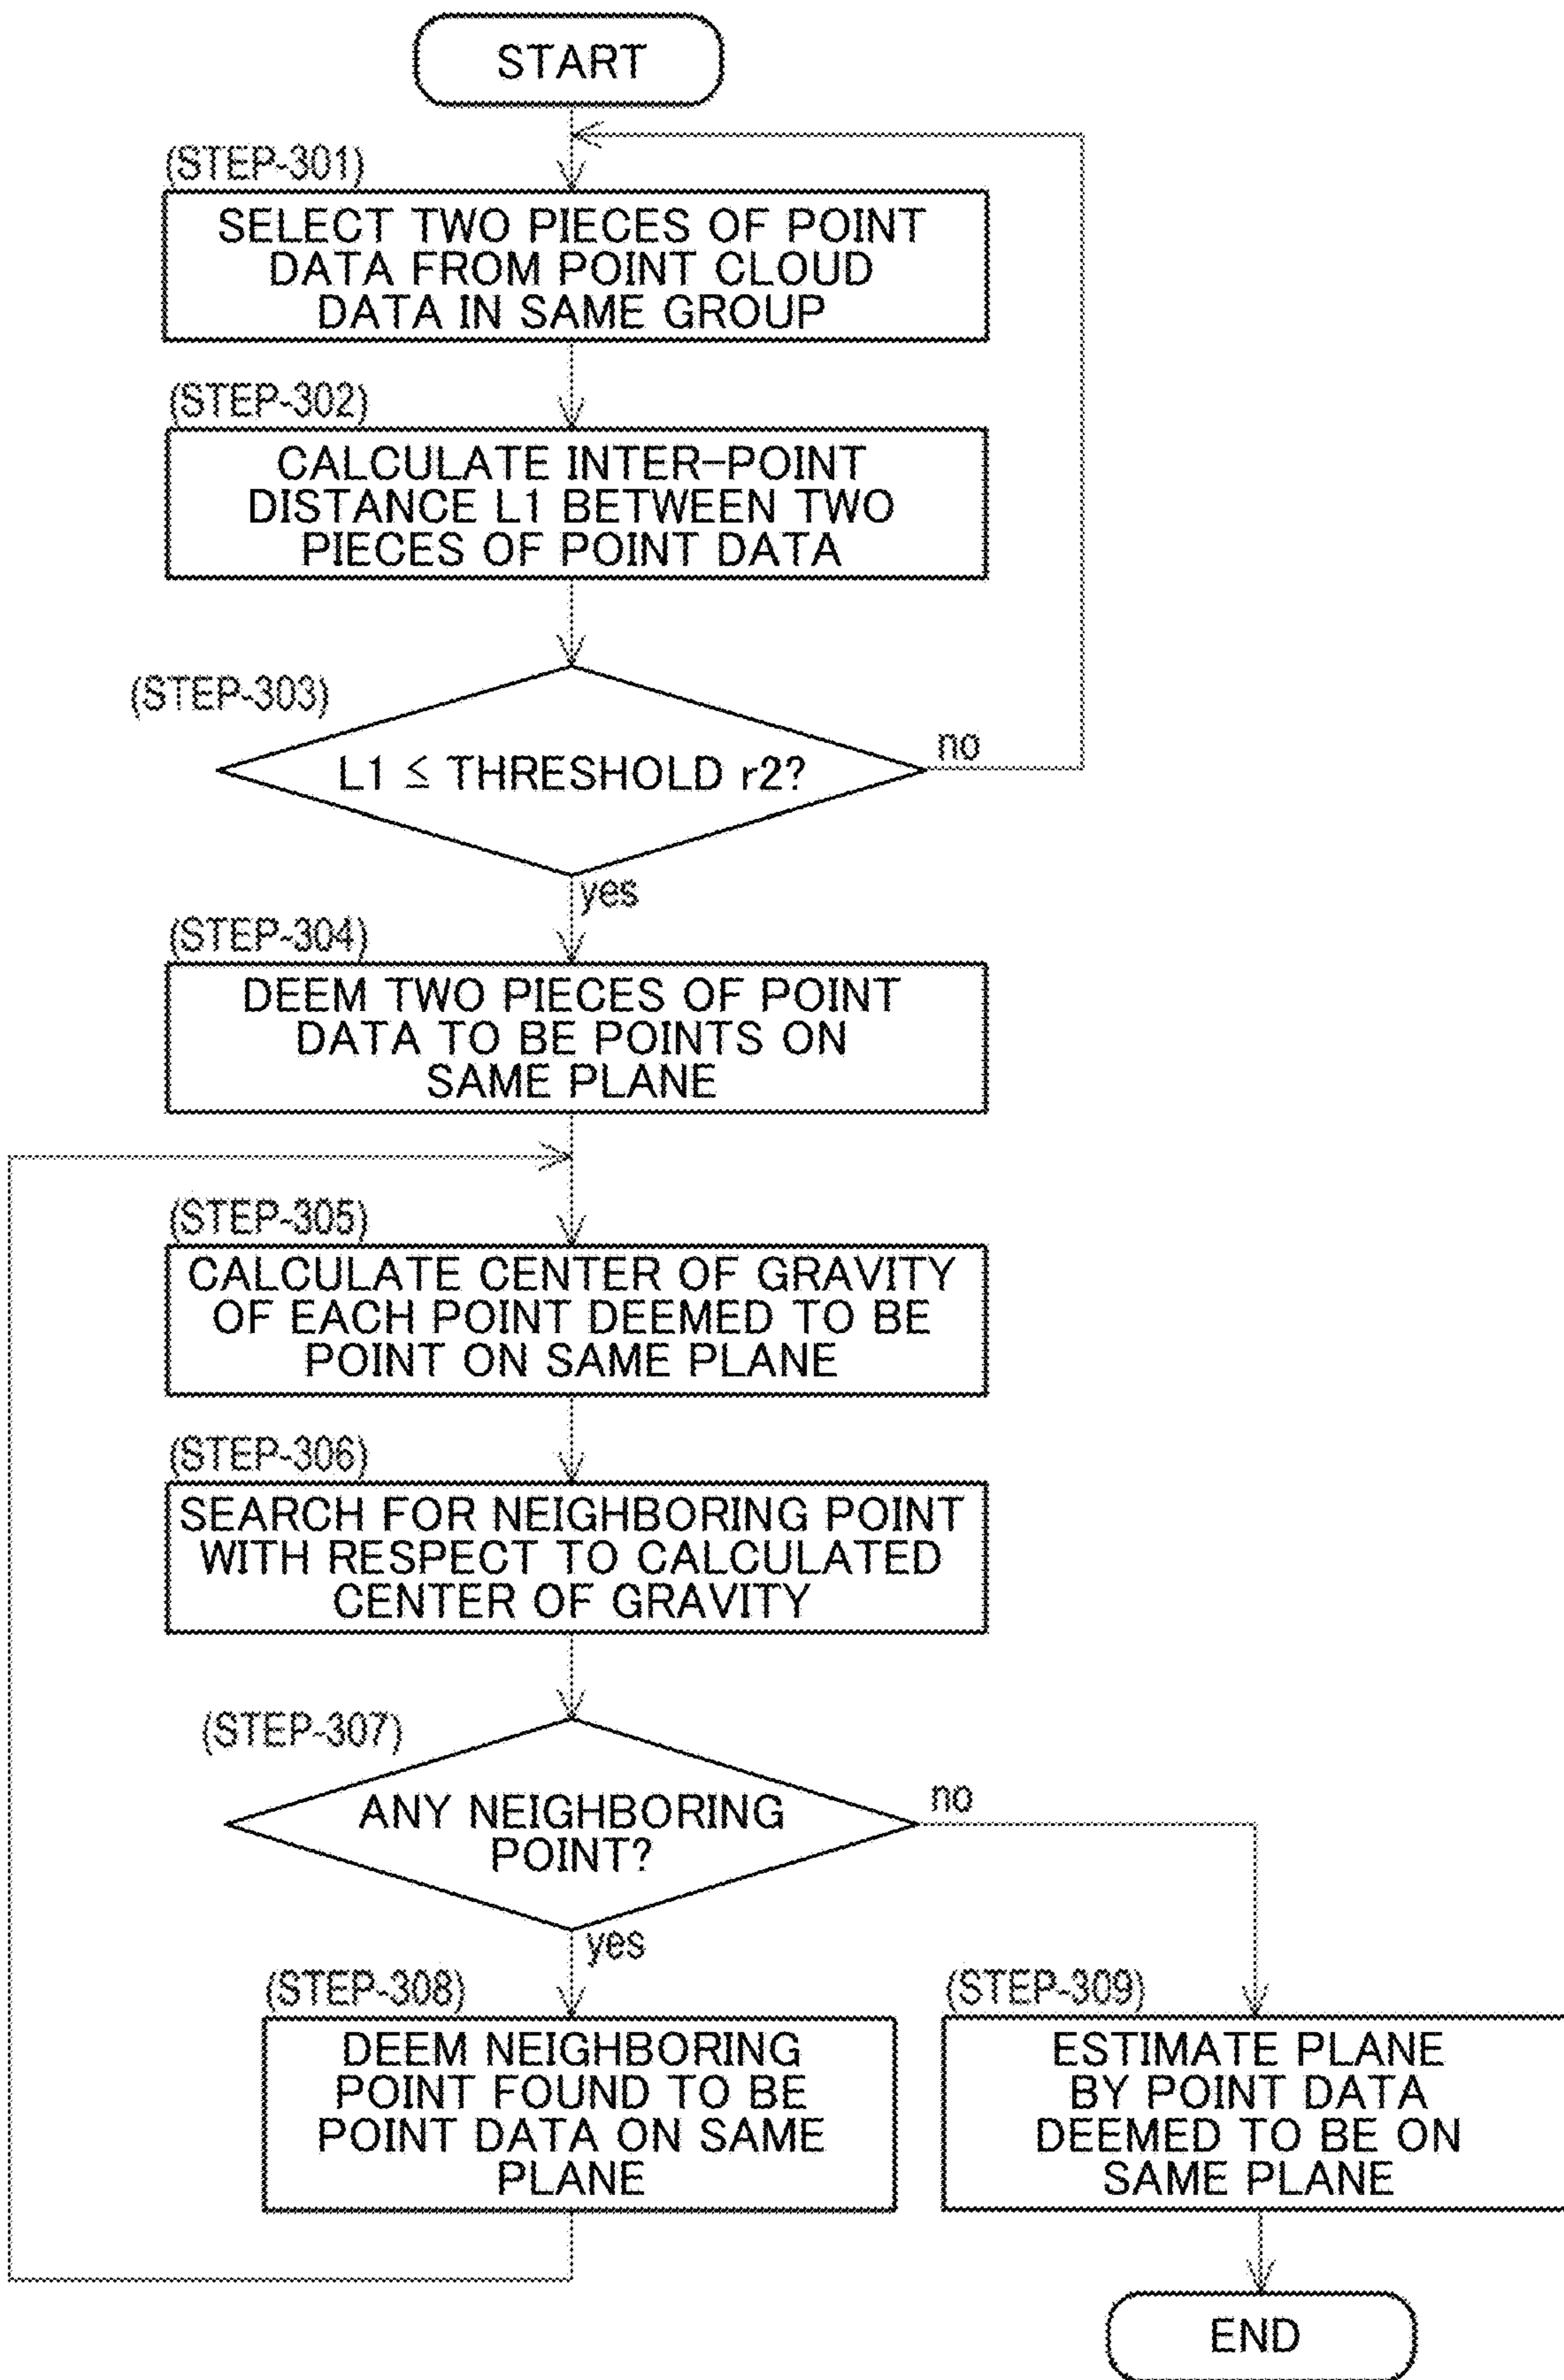 START
(STEP-301)
SELECT TWO PIECES OF POINT
DATA FROM POINT CLOUD
DATA IN SAME GROUP
(STEP-302)
CALCULATE INTER-POINT
DISTANCE L1 BETWEEN TWO
PIECES OF POINT DATA
(STEP-303)
L1 ≦ THRESHOLD r2?
no
yes
(STEP-304)
DEEM TWO PIECES OF POINT
DATA TO BE POINTS ON
SAME PLANE
(STEP-305)
CALCULATE CENTER OF GRAVITY
OF EACH POINT DEEMED TO BE
POINT ON SAME PLANE
(STEP-306)
SEARCH FOR NEIGHBORING POINT
WITH RESPECT TO CALCULATED
CENTER OF GRAVITY
(STEP-307)
ANY NEIGHBORING
POINT?
no
yes
(STEP-308)
DEEM NEIGHBORING
POINT FOUND TO BE
POINT DATA ON SAME
PLANE
(STEP-309)
ESTIMATE PLANE
BY POINT DATA
DEEMED TO BE ON
SAME PLANE
END